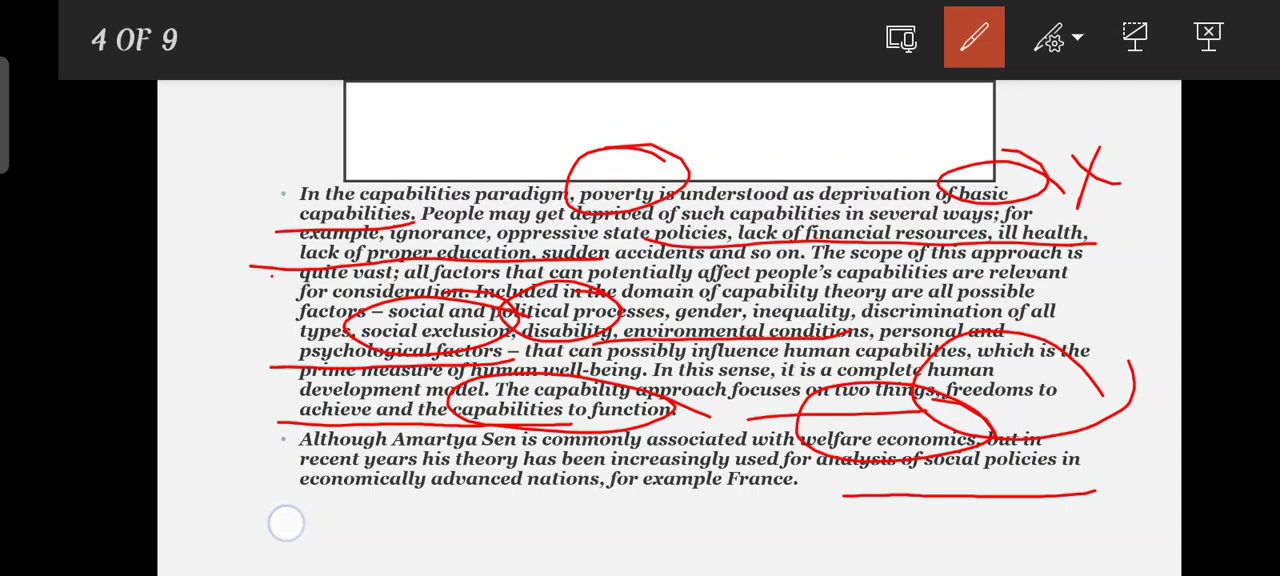 4 OF 9
In the capabilities paradigm, poverty is understood as deprivation of basic
capabilities. People may get deprived of such capabilities in several ways; for
example, ignorance, oppressive state policies, lack of financial resources, ill health,
lack of proper education, sudden accidents and so on. The scope of this approach is
quite vast; all factors that can potentially affect people's capabilities are relevant
for consideration. Included in the domain of capability theory are all possible
factors – social and political processes, gender, inequality, discrimination of all
types, social exclusion, disability, environmental conditions, personal and
psychological factors – that can possibly influence human capabilities, which is the
prime measure of human well-being. In this sense, it is a complete human
development model. The capability approach focuses on two things, freedoms to
achieve and the capabilities to function.
Although Amartya Sen is commonly associated with welfare economics, but in
recent years his theory has been increasingly used for analysis of social policies in
economically advanced nations, for example France.